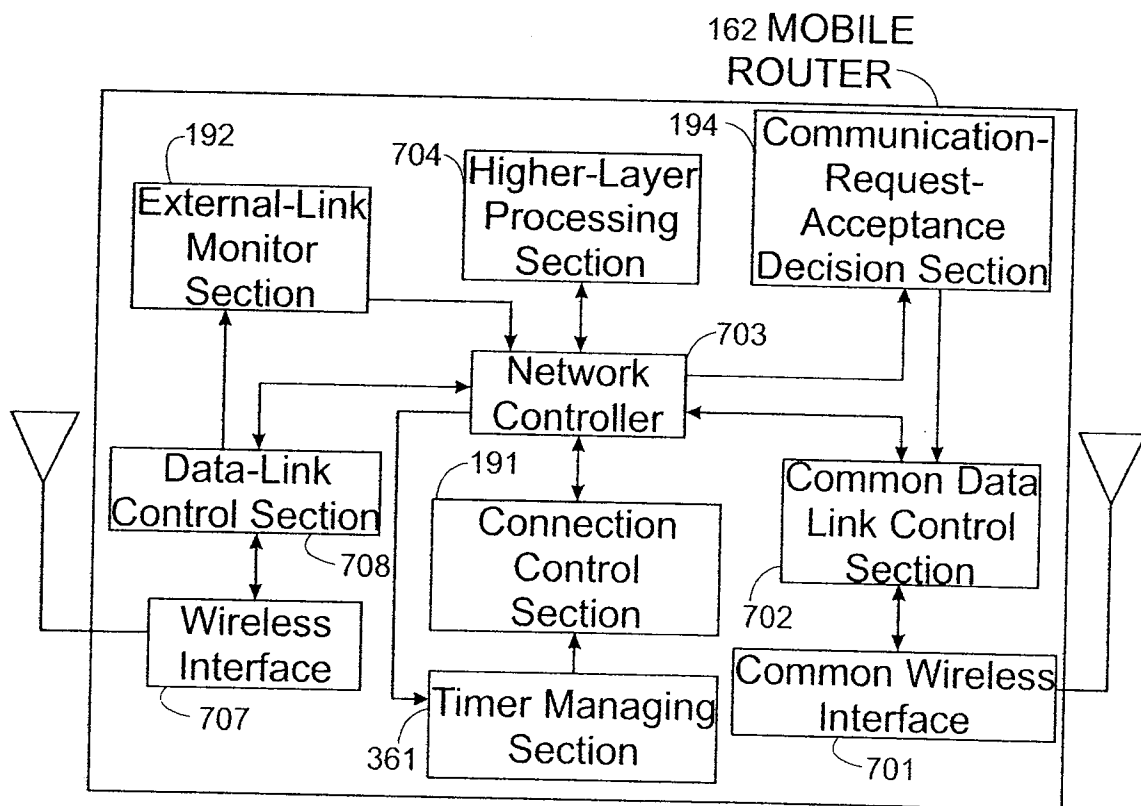 162 MOBILE
ROUTER
192
External-Link
Monitor
Section
704
Higher-Layer
Processing
Section
194
Communication-
Request-
Acceptance
Decision Section
703
Network
Controller
Data-Link
Control Section
708
191
Connection
Control
Section
Common Data
Link Control
Section
702
Wireless
Interface
707
Timer Managing
Section
361
Common Wireless
Interface
701